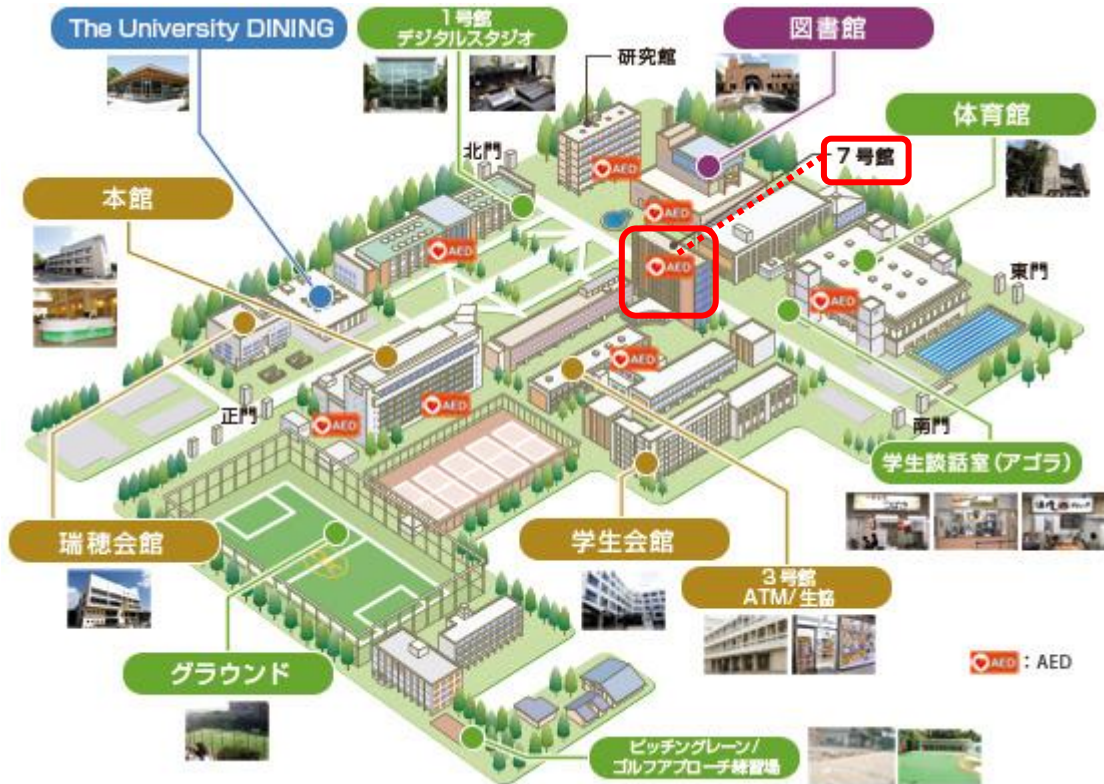 The University DINING
1号館
デジタルスタジオ
図書館
研究館
体育館
7号館
北門
AED
本館
AED
AED
AED
東門
AED
AED
正門
AED
AED
南門
学生談話室(アゴラ)
瑞穂会館
学生会館
3号館
ATM/生協
グラウンド
AED : AED
ピッチングレーン/
ゴルフアプローチ練習場